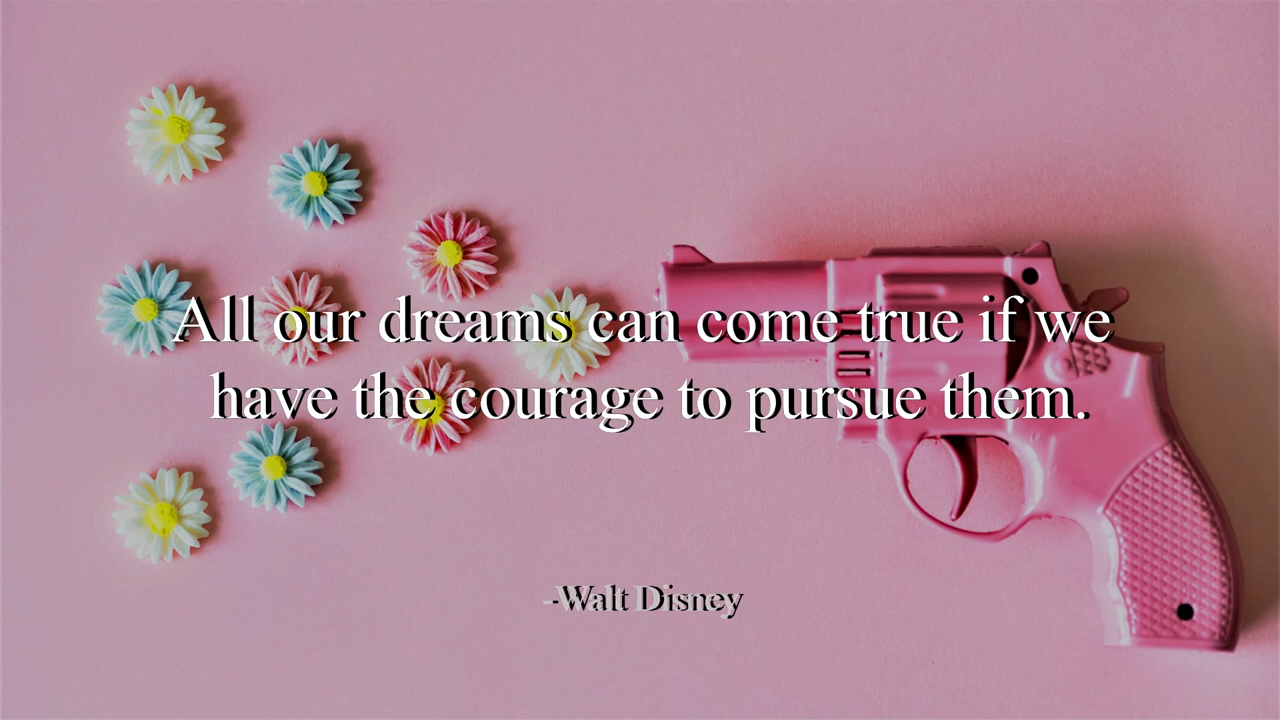 All our dreams can come true if we
have the courage to pursue them.
-Walt Disney